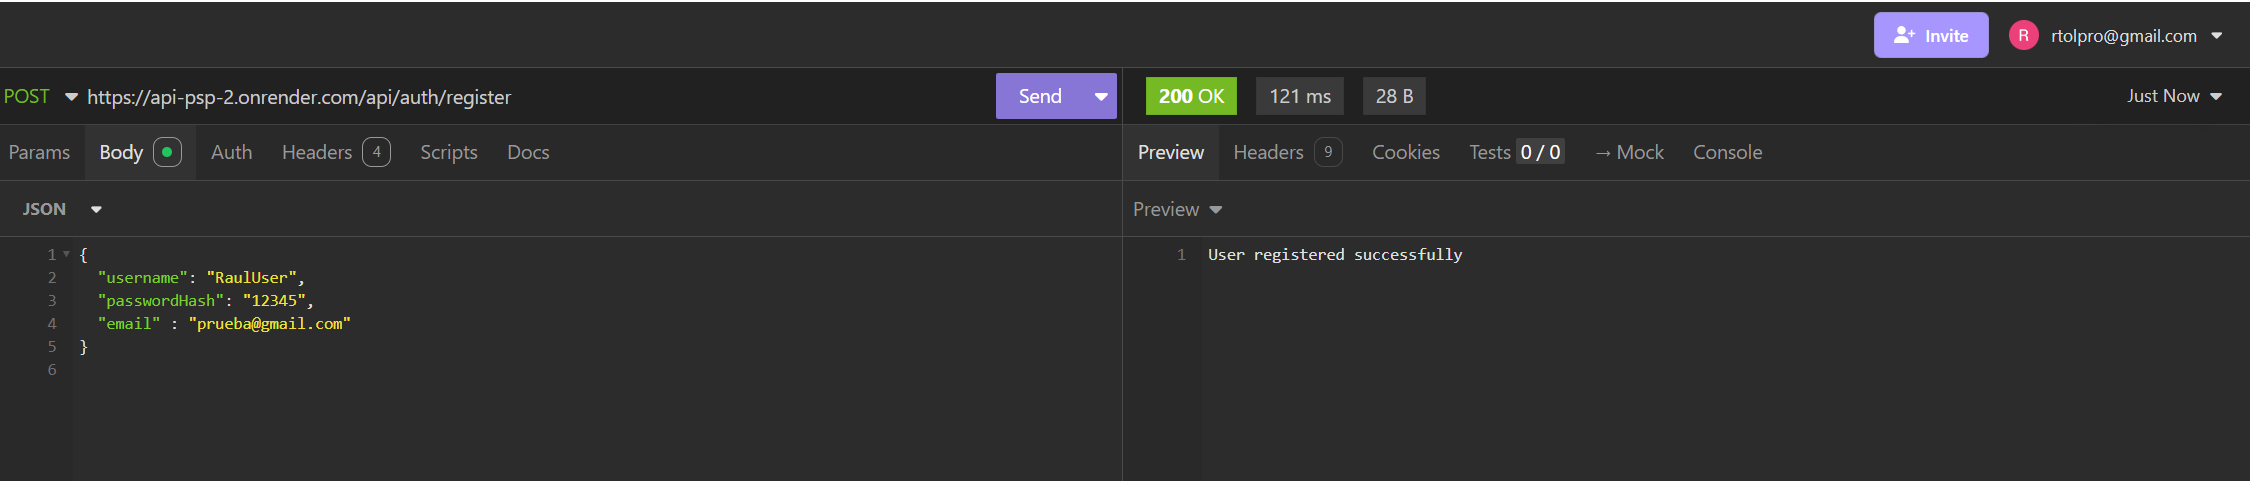 Invite R rtolpro@gmail.com
POST https://api-psp-2.onrender.com/api/auth/register Send 200 OK 121 ms 28 B Just Now
Params Body Auth Headers 4 Scripts Docs Preview Headers 9 Cookies Tests 0 / 0 → Mock Console
JSON Preview
1 { 1 User registered successfully
2 "username": "RaulUser",
3 "passwordHash": "12345",
4 "email" : "prueba@gmail.com"
5 }
6